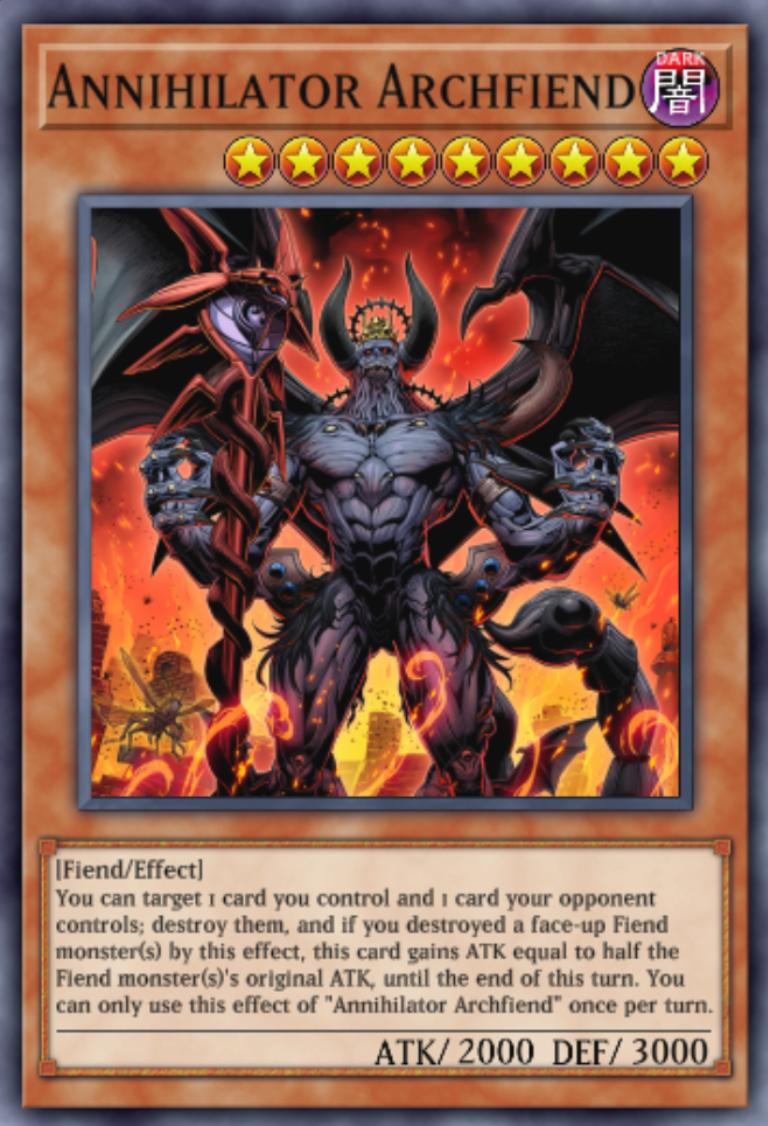 ANNIHILATOR ARCHFIEND
DARK
闇
[Fiend/Effect]
You can target 1 card you control and 1 card your opponent
controls; destroy them, and if you destroyed a face-up Fiend
monster(s) by this effect, this card gains ATK equal to half the
Fiend monster(s)'s original ATK, until the end of this turn. You
can only use this effect of "Annihilator Archfiend" once per turn.
ATK/ 2000 DEF/ 3000